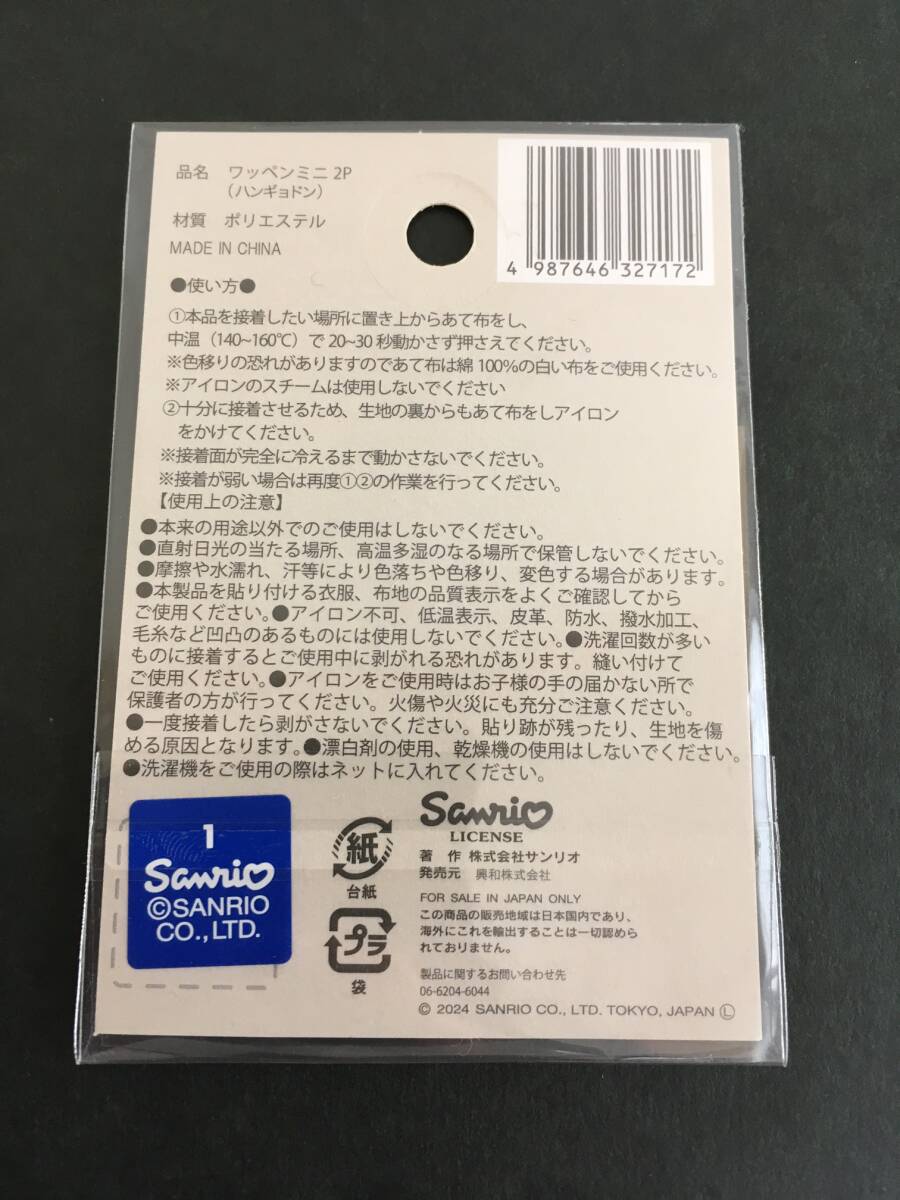 品名 ワッペンミニ 2P
（ハンギョドン）
材質 ポリエステル
MADE IN CHINA
4 987646 327172
●使い方●
①本品を接着したい場所に置き上からあて布をし、
中温（140~160℃）で 20~30 秒動かさず押さえてください。
※色移りの恐れがありますのであて布は綿 100％の白い布をご使用ください。
※アイロンのスチームは使用しないでください
②十分に接着させるため、生地の裏からもあて布をしアイロン
をかけてください。
※接着面が完全に冷えるまで動かさないでください。
※接着が弱い場合は再度①②の作業を行ってください。
【使用上の注意】
●本来の用途以外でのご使用はしないでください。
●直射日光の当たる場所、高温多湿のなる場所で保管しないでください。
●摩擦や水濡れ、汗等により色落ちや色移り、変色する場合があります。
●本製品を貼り付ける衣服、布地の品質表示をよくご確認してから
ご使用ください。●アイロン不可、低温表示、皮革、防水、撥水加工、
毛糸など凹凸のあるものには使用しないでください。●洗濯回数が多い
ものに接着するとご使用中に剥がれる恐れがあります。縫い付けて
ご使用ください。●アイロンをご使用時はお子様の手の届かない所で
保護者の方が行ってください。火傷や火災にも充分ご注意ください。
●一度接着したら剥がさないでください。貼り跡が残ったり、生地を傷
める原因となります。●漂白剤の使用、乾燥機の使用はしないでください。
●洗濯機をご使用の際はネットに入れてください。
1
Sanrio
©SANRIO
CO.,LTD.
紙
台紙
プラ
袋
Sanrio
LICENSE
著 作 株式会社サンリオ
発売元 興和株式会社
FOR SALE IN JAPAN ONLY
この商品の販売地域は日本国内であり、
海外にこれを輸出することは一切認めら
れておりません。
製品に関するお問い合わせ先
06-6204-6044
© 2024 SANRIO CO., LTD. TOKYO, JAPAN Ⓛ